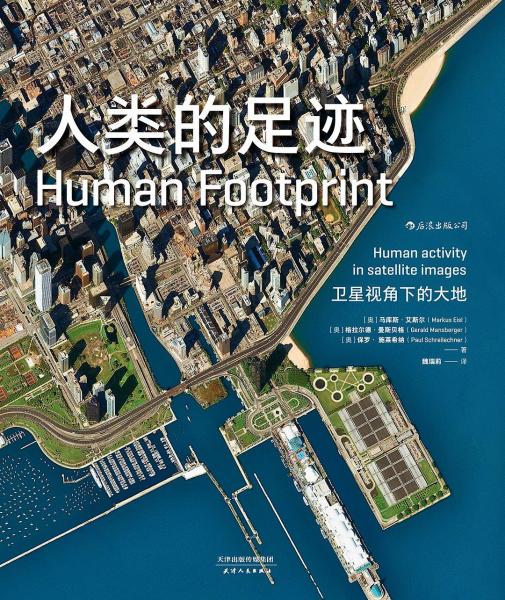 人类的足迹
Human Footprint
后浪出版公司
Human activity
in satellite images
卫星视角下的大地
[奥] 马库斯·艾斯尔 ( Markus Eisl )
[奥] 格拉尔德·曼斯贝格 ( Gerald Mansberger )
[奥] 保罗·施莱希纳 ( Paul Schreilechner )
—— 著
魏瑞莉 —— 译
天津出版传媒集团
天津人民出版社